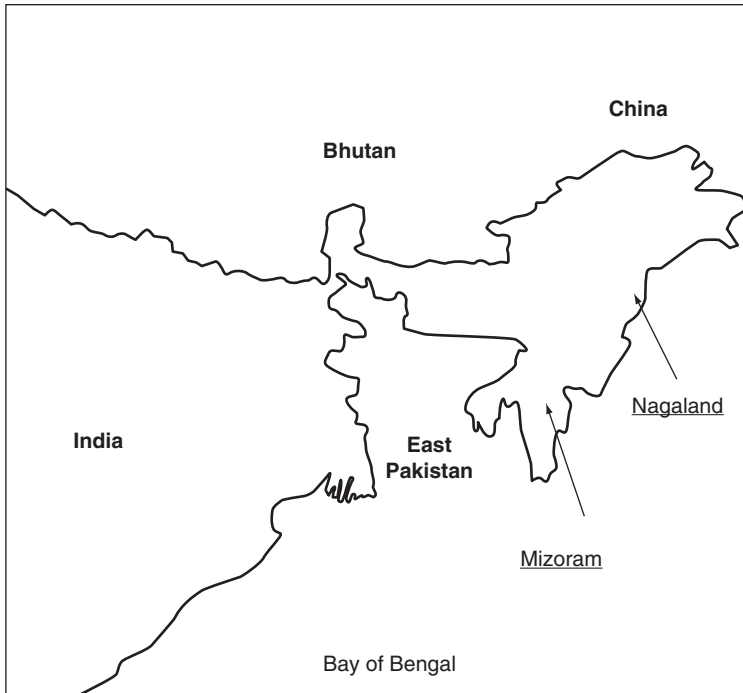 China
Bhutan
Nagaland
India
East
Pakistan
Mizoram
Bay of Bengal